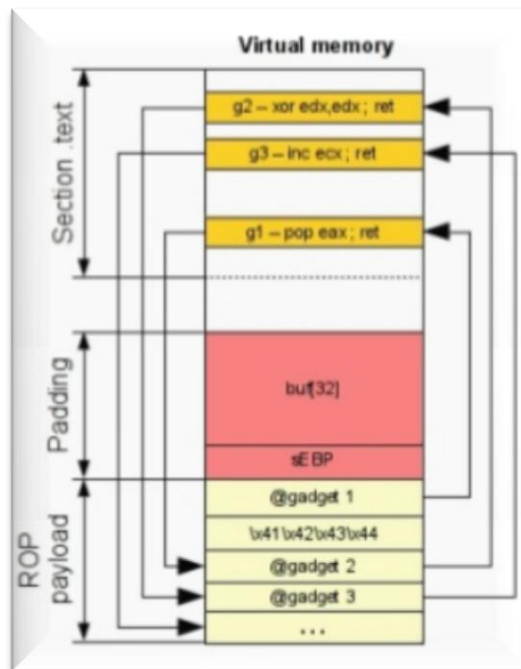 Virtual memory
Section .text
g2 – xor edx,edx ; ret
g3 – inc ecx ; ret
g1 – pop eax ; ret
Padding
buf[32]
sEBP
ROP payload
@gadget 1
\x41\x42\x43\x44
@gadget 2
@gadget 3
...